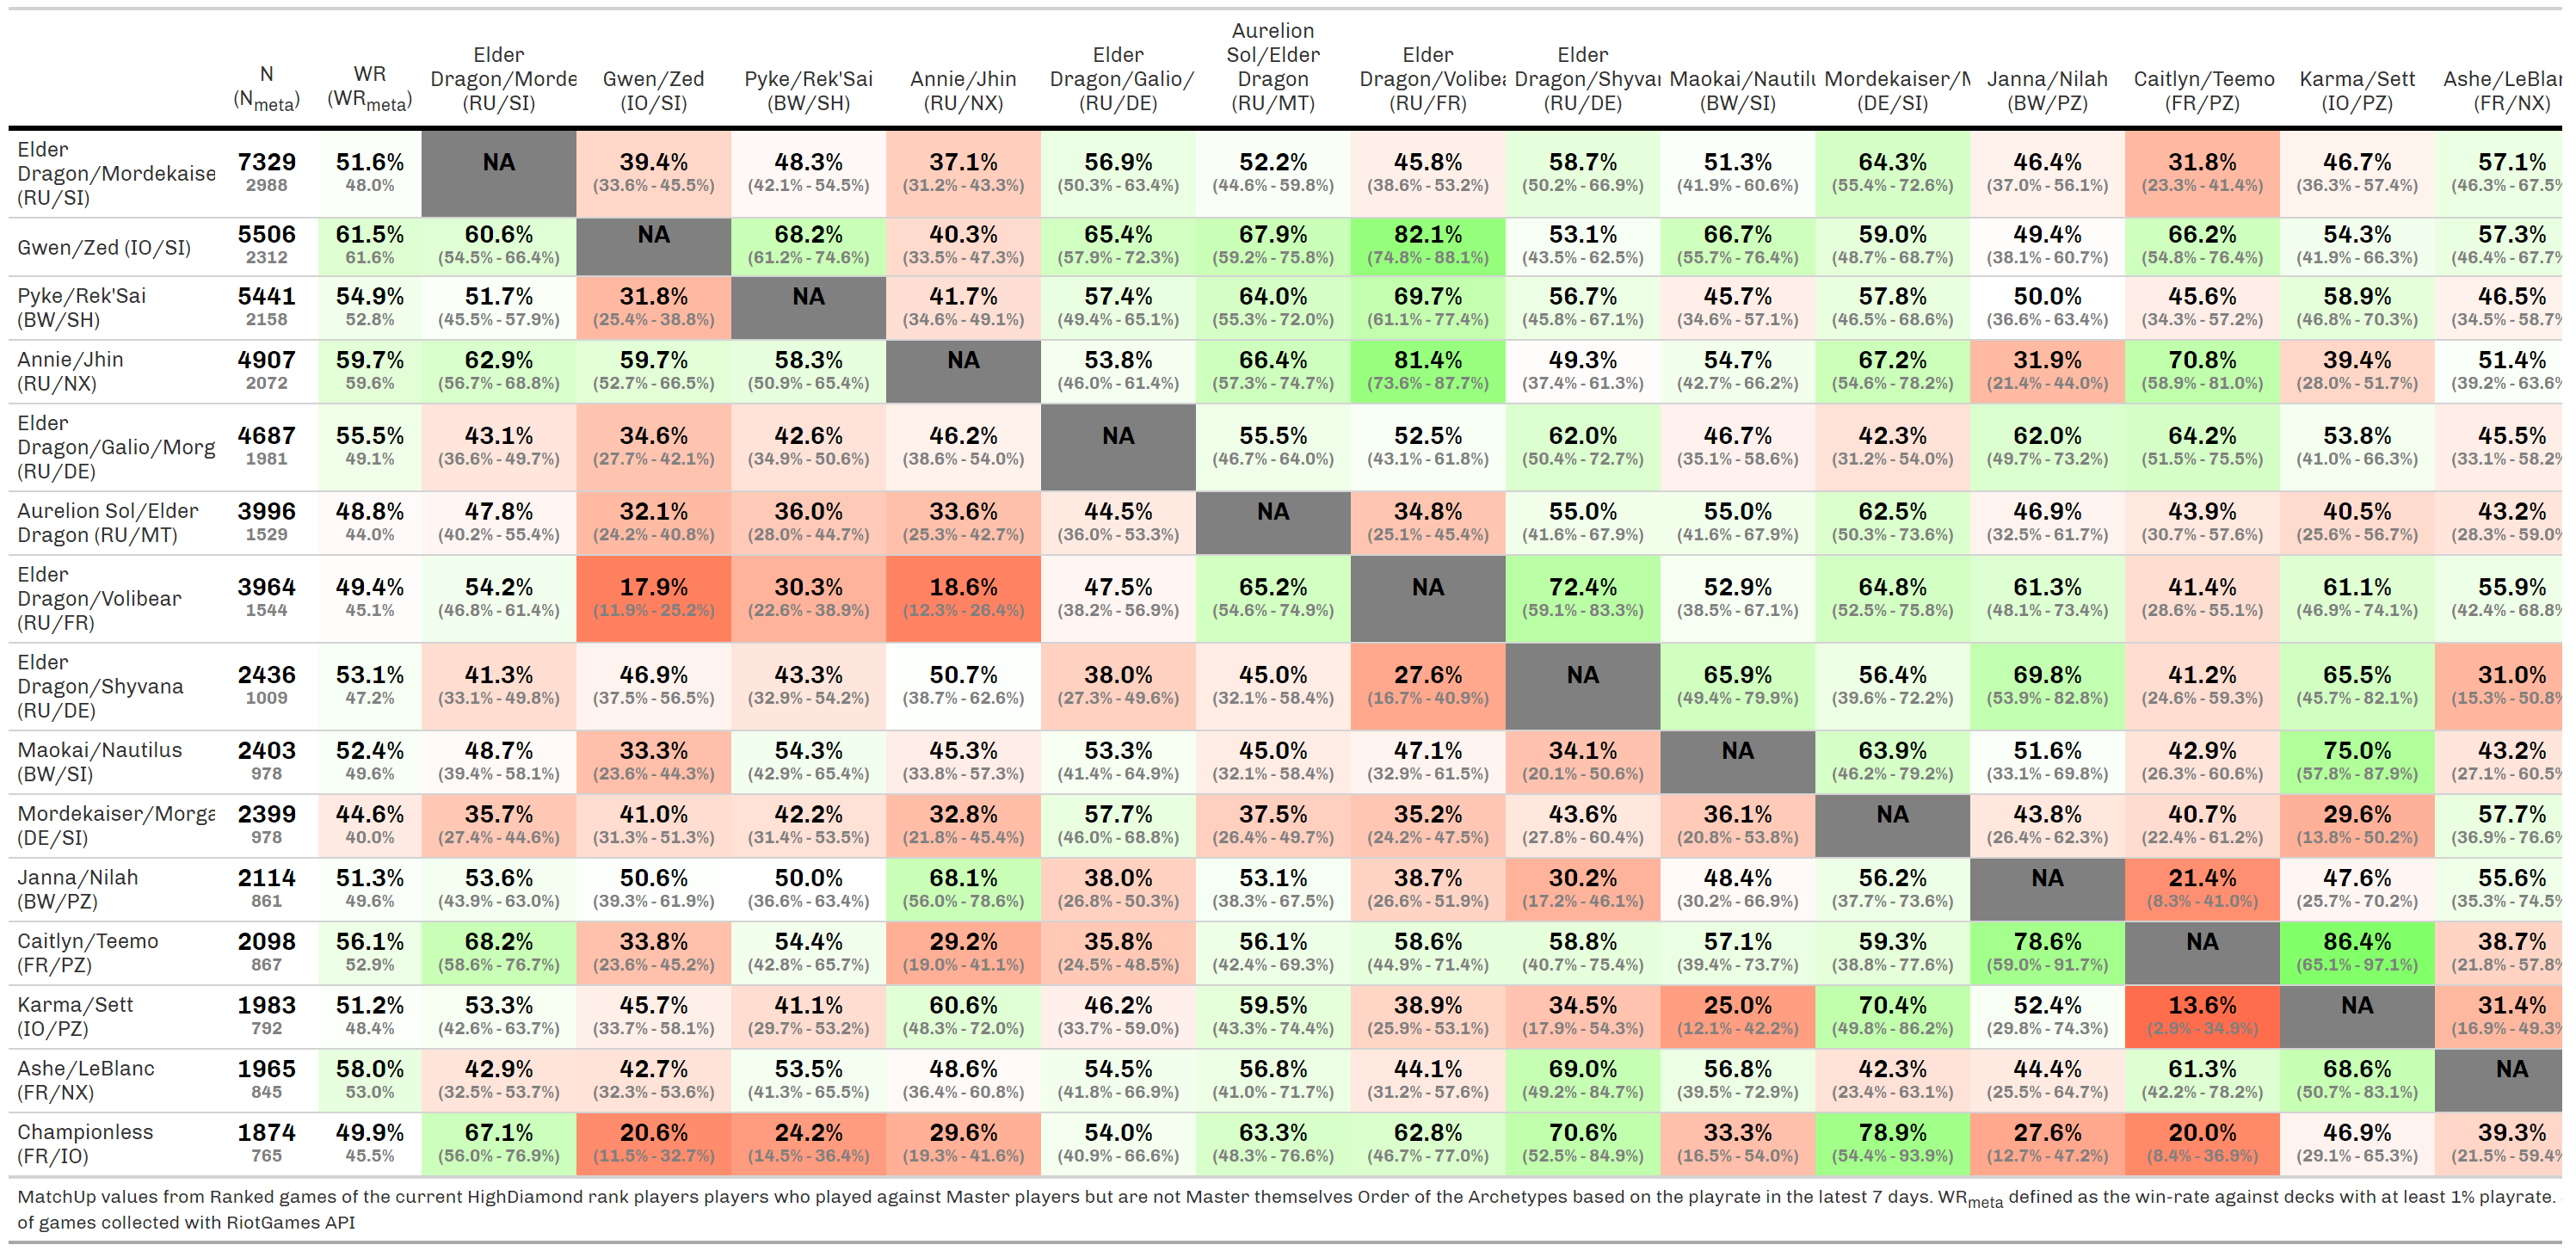 N (Nmeta) WR (WRmeta) Elder Dragon/Morde (RU/SI) Gwen/Zed (IO/SI) Pyke/Rek'Sai (BW/SH) Annie/Jhin (RU/NX) Elder Dragon/Galio/ (RU/DE) Aurelion Sol/Elder Dragon (RU/MT) Elder Dragon/Volibea (RU/FR) Elder Dragon/Shyvar (RU/DE) Maokai/Nautilu (BW/SI) Mordekaiser/M (DE/SI) Janna/Nilah (BW/PZ) Caitlyn/Teemo (FR/PZ) Karma/Sett (IO/PZ) Ashe/LeBlar (FR/NX)
Elder Dragon/Mordekaise (RU/SI) 7329 51.6% NA 39.4% 48.3% 37.1% 56.9% 52.2% 45.8% 58.7% 51.3% 64.3% 46.4% 31.8% 46.7% 57.1%
2988 48.0% (33.6% - 45.5%) (42.1% - 54.5%) (31.2% - 43.3%) (50.3% - 63.4%) (44.6% - 59.8%) (38.6% - 53.2%) (50.2% - 66.9%) (41.9% - 60.6%) (55.4% - 72.6%) (37.0% - 56.1%) (23.3% - 41.4%) (36.3% - 57.4%) (46.3% - 67.5%
Gwen/Zed (IO/SI) 5506 61.5% 60.6% NA 68.2% 40.3% 65.4% 67.9% 82.1% 53.1% 66.7% 59.0% 49.4% 66.2% 54.3% 57.3%
2312 61.6% (54.5% - 66.4%) (61.2% - 74.6%) (33.5% - 47.3%) (57.9% - 72.3%) (59.2% - 75.8%) (74.8% - 88.1%) (43.5% - 62.5%) (55.7% - 76.4%) (48.7% - 68.7%) (38.1% - 60.7%) (54.8% - 76.4%) (41.9% - 66.3%) (46.4% - 67.7%
Pyke/Rek'Sai (BW/SH) 5441 54.9% 51.7% 31.8% NA 41.7% 57.4% 64.0% 69.7% 56.7% 45.7% 57.8% 50.0% 45.6% 58.9% 46.5%
2158 52.8% (45.5% - 57.9%) (25.4% - 38.8%) (34.6% - 49.1%) (49.4% - 65.1%) (55.3% - 72.0%) (61.1% - 77.4%) (45.8% - 67.1%) (34.6% - 57.1%) (46.5% - 68.6%) (36.6% - 63.4%) (34.3% - 57.2%) (46.8% - 70.3%) (34.5% - 58.7%
Annie/Jhin (RU/NX) 4907 59.7% 62.9% 59.7% 58.3% NA 53.8% 66.4% 81.4% 49.3% 54.7% 67.2% 31.9% 70.8% 39.4% 51.4%
2072 59.6% (56.7% - 68.8%) (52.7% - 66.5%) (50.9% - 65.4%) (46.0% - 61.4%) (57.3% - 74.7%) (73.6% - 87.7%) (37.4% - 61.3%) (42.7% - 66.2%) (54.6% - 78.2%) (21.4% - 44.0%) (58.9% - 81.0%) (28.0% - 51.7%) (39.2% - 63.6%
Elder Dragon/Galio/Morg (RU/DE) 4687 55.5% 43.1% 34.6% 42.6% 46.2% NA 55.5% 52.5% 62.0% 46.7% 42.3% 62.0% 64.2% 53.8% 45.5%
1981 49.1% (36.6% - 49.7%) (27.7% - 42.1%) (34.9% - 50.6%) (38.6% - 54.0%) (46.7% - 64.0%) (43.1% - 61.8%) (50.4% - 72.7%) (35.1% - 58.6%) (31.2% - 54.0%) (49.7% - 73.2%) (51.5% - 75.5%) (41.0% - 66.3%) (33.1% - 58.2%
Aurelion Sol/Elder Dragon (RU/MT) 3996 48.8% 47.8% 32.1% 36.0% 33.6% 44.5% NA 34.8% 55.0% 55.0% 62.5% 46.9% 43.9% 40.5% 43.2%
1529 44.0% (40.2% - 55.4%) (24.2% - 40.8%) (28.0% - 44.7%) (25.3% - 42.7%) (36.0% - 53.3%) (25.1% - 45.4%) (41.6% - 67.9%) (41.6% - 67.9%) (50.3% - 73.6%) (32.5% - 61.7%) (30.7% - 57.6%) (25.6% - 56.7%) (28.3% - 59.0%
Elder Dragon/Volibear (RU/FR) 3964 49.4% 54.2% 17.9% 30.3% 18.6% 47.5% 65.2% NA 72.4% 52.9% 64.8% 61.3% 41.4% 61.1% 55.9%
1544 45.1% (46.8% - 61.4%) (11.9% - 25.2%) (22.6% - 38.9%) (12.3% - 26.4%) (38.2% - 56.9%) (54.6% - 74.9%) (59.1% - 83.3%) (38.5% - 67.1%) (52.5% - 75.8%) (48.1% - 73.4%) (28.6% - 55.1%) (46.9% - 74.1%) (42.4% - 68.8%
Elder Dragon/Shyvana (RU/DE) 2436 53.1% 41.3% 46.9% 43.3% 50.7% 38.0% 45.0% 27.6% NA 65.9% 56.4% 69.8% 41.2% 65.5% 31.0%
1009 47.2% (33.1% - 49.8%) (37.5% - 56.5%) (32.9% - 54.2%) (38.7% - 62.6%) (27.3% - 49.6%) (32.1% - 58.4%) (16.7% - 40.9%) (49.4% - 79.9%) (39.6% - 72.2%) (53.9% - 82.8%) (24.6% - 59.3%) (45.7% - 82.1%) (15.3% - 50.8%
Maokai/Nautilus (BW/SI) 2403 52.4% 48.7% 33.3% 54.3% 45.3% 53.3% 45.0% 47.1% 34.1% NA 63.9% 51.6% 42.9% 75.0% 43.2%
978 49.6% (39.4% - 58.1%) (23.6% - 44.3%) (42.9% - 65.4%) (33.8% - 57.3%) (41.4% - 64.9%) (32.1% - 58.4%) (32.9% - 61.5%) (20.1% - 50.6%) (46.2% - 79.2%) (33.1% - 69.8%) (26.3% - 60.6%) (57.8% - 87.9%) (27.1% - 60.5%
Mordekaiser/Morga (DE/SI) 2399 44.6% 35.7% 41.0% 42.2% 32.8% 57.7% 37.5% 35.2% 43.6% 36.1% NA 43.8% 40.7% 29.6% 57.7%
978 40.0% (27.4% - 44.6%) (31.3% - 51.3%) (31.4% - 53.5%) (21.8% - 45.4%) (46.0% - 68.8%) (26.4% - 49.7%) (24.2% - 47.5%) (27.8% - 60.4%) (20.8% - 53.8%) (26.4% - 62.3%) (22.4% - 61.2%) (13.8% - 50.2%) (36.9% - 76.6%
Janna/Nilah (BW/PZ) 2114 51.3% 53.6% 50.6% 50.0% 68.1% 38.0% 53.1% 38.7% 30.2% 48.4% 56.2% NA 21.4% 47.6% 55.6%
861 49.6% (43.9% - 63.0%) (39.3% - 61.9%) (36.6% - 63.4%) (56.0% - 78.6%) (26.8% - 50.3%) (38.3% - 67.5%) (26.6% - 51.9%) (17.2% - 46.1%) (30.2% - 66.9%) (37.7% - 73.6%) (8.3% - 41.0%) (25.7% - 70.2%) (35.3% - 74.5%
Caitlyn/Teemo (FR/PZ) 2098 56.1% 68.2% 33.8% 54.4% 29.2% 35.8% 56.1% 58.6% 58.8% 57.1% 59.3% 78.6% NA 86.4% 38.7%
867 52.9% (58.6% - 76.7%) (23.6% - 45.2%) (42.8% - 65.7%) (19.0% - 41.1%) (24.5% - 48.5%) (42.4% - 69.3%) (44.9% - 71.4%) (40.7% - 75.4%) (39.4% - 73.7%) (38.8% - 77.6%) (59.0% - 91.7%) (65.1% - 97.1%) (21.8% - 57.8%
Karma/Sett (IO/PZ) 1983 51.2% 53.3% 45.7% 41.1% 60.6% 46.2% 59.5% 38.9% 34.5% 25.0% 70.4% 52.4% 13.6% NA 31.4%
792 48.4% (42.6% - 63.7%) (33.7% - 58.1%) (29.7% - 53.2%) (48.3% - 72.0%) (33.7% - 59.0%) (43.3% - 74.4%) (25.9% - 53.1%) (17.9% - 54.3%) (12.1% - 42.2%) (49.8% - 86.2%) (29.8% - 74.3%) (2.9% - 34.9%) (16.9% - 49.3%
Ashe/LeBlanc (FR/NX) 1965 58.0% 42.9% 42.7% 53.5% 48.6% 54.5% 56.8% 44.1% 69.0% 56.8% 42.3% 44.4% 61.3% 68.6% NA
845 53.0% (32.5% - 53.7%) (32.3% - 53.6%) (41.3% - 65.5%) (36.4% - 60.8%) (41.8% - 66.9%) (41.0% - 71.7%) (31.2% - 57.6%) (49.2% - 84.7%) (39.5% - 72.9%) (23.4% - 63.1%) (25.5% - 64.7%) (42.2% - 78.2%) (50.7% - 83.1%)
Championless (FR/IO) 1874 49.9% 67.1% 20.6% 24.2% 29.6% 54.0% 63.3% 62.8% 70.6% 33.3% 78.9% 27.6% 20.0% 46.9% 39.3%
765 45.5% (56.0% - 76.9%) (11.5% - 32.7%) (14.5% - 36.4%) (19.3% - 41.6%) (40.9% - 66.6%) (48.3% - 76.6%) (46.7% - 77.0%) (52.5% - 84.9%) (16.5% - 54.0%) (54.4% - 93.9%) (12.7% - 47.2%) (8.4% - 36.9%) (29.1% - 65.3%) (21.5% - 59.4%
MatchUp values from Ranked games of the current HighDiamond rank players players who played against Master players but are not Master themselves Order of the Archetypes based on the playrate in the latest 7 days. WRmeta defined as the win-rate against decks with at least 1% playrate.
of games collected with RiotGames API